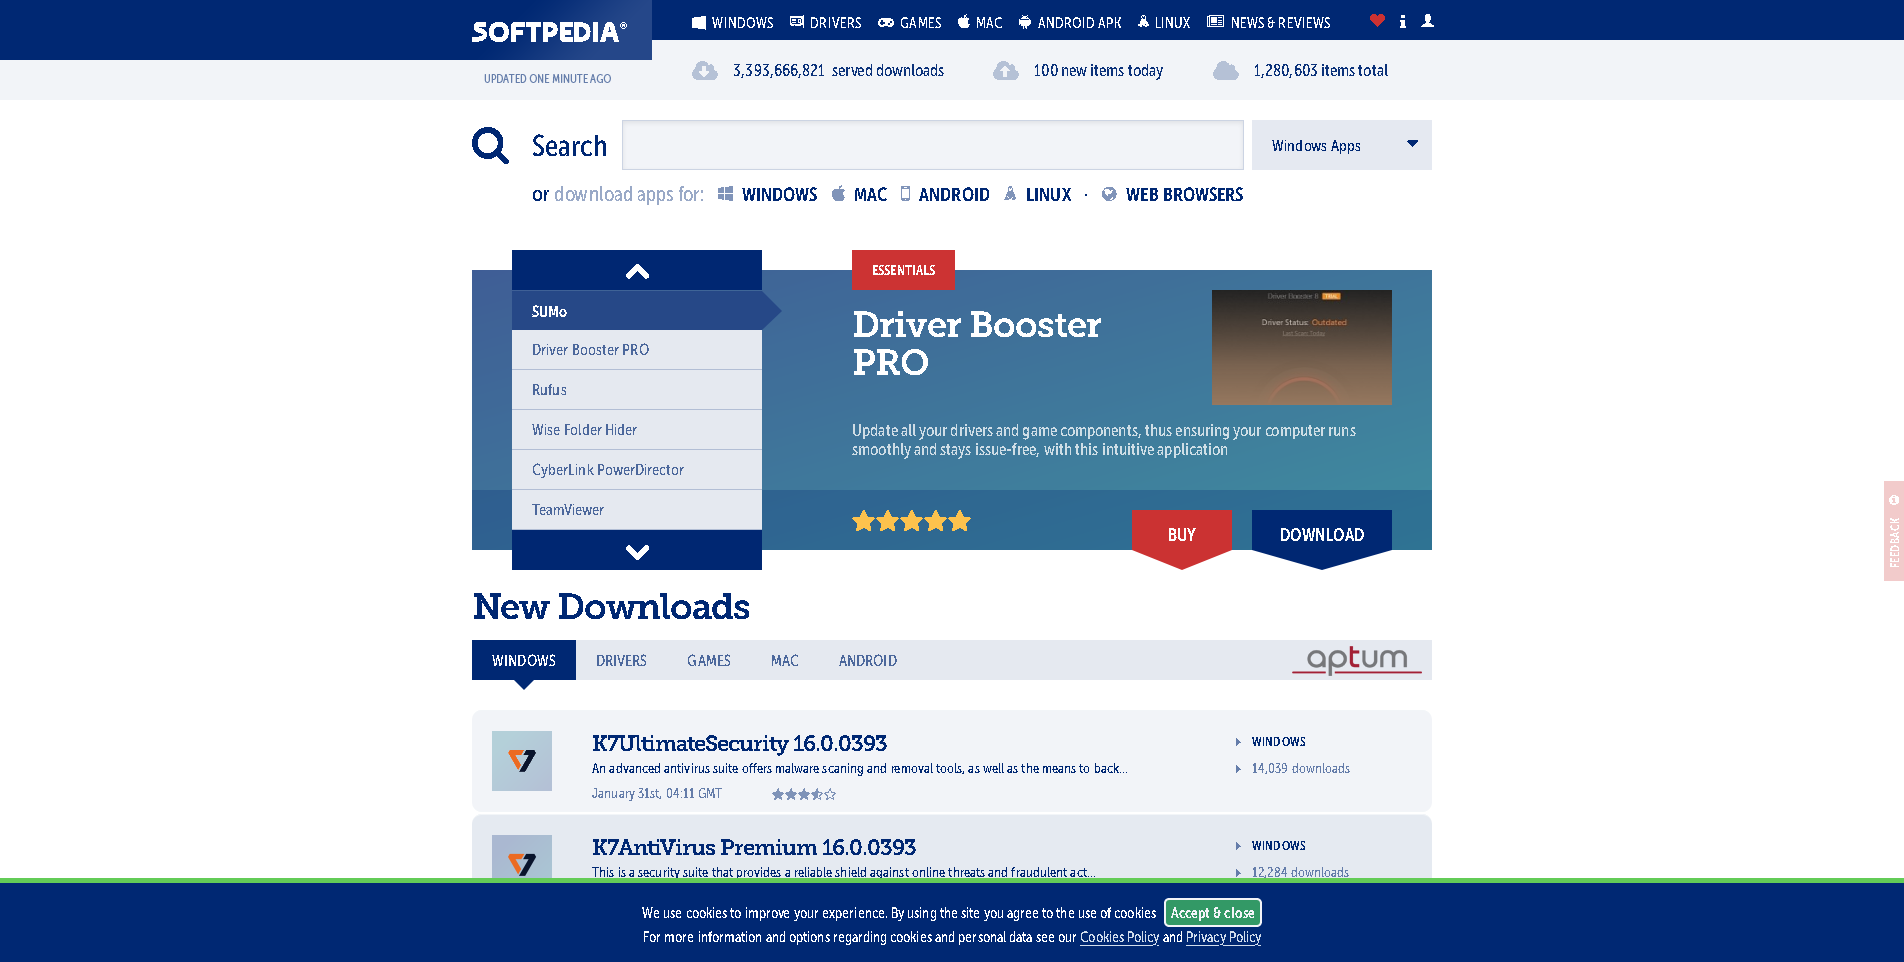 SOFTPEDIA®
WINDOWS DRIVERS GAMES MAC ANDROID APK LINUX NEWS & REVIEWS
UPDATED ONE MINUTE AGO
3,393,666,821 served downloads 100 new items today 1,280,603 items total
Search
Windows Apps
or download apps for: WINDOWS MAC ANDROID LINUX · WEB BROWSERS
SUMo
Driver Booster PRO
Rufus
Wise Folder Hider
CyberLink PowerDirector
TeamViewer
ESSENTIALS
Driver Booster
PRO
Driver Booster 8 TRIAL
Driver Status: Outdated
Last Scan: Today
Update all your drivers and game components, thus ensuring your computer runs
smoothly and stays issue-free, with this intuitive application
BUY
DOWNLOAD
FEEDBACK
New Downloads
WINDOWS DRIVERS GAMES MAC ANDROID
aptum
K7UltimateSecurity 16.0.0393
An advanced antivirus suite offers malware scaning and removal tools, as well as the means to back...
January 31st, 04:11 GMT
WINDOWS
14,039 downloads
K7AntiVirus Premium 16.0.0393
This is a security suite that provides a reliable shield against online threats and fraudulent act...
WINDOWS
12,284 downloads
We use cookies to improve your experience. By using the site you agree to the use of cookies Accept & close
For more information and options regarding cookies and personal data see our Cookies Policy and Privacy Policy